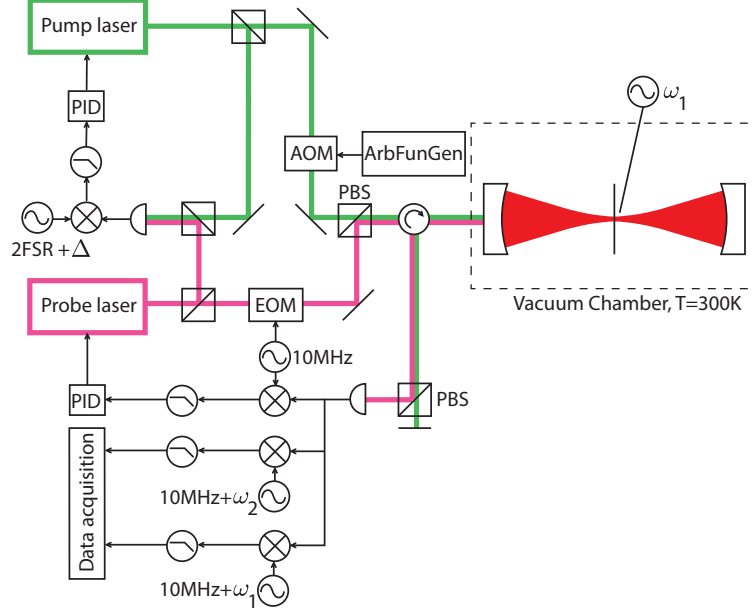 Pump laser
ω1
PID
AOM
ArbFunGen
PBS
2FSR + Δ
Probe laser
EOM
Vacuum Chamber, T=300K
10MHz
PID
PBS
Data acquisition
10MHz+ω2
10MHz+ω1